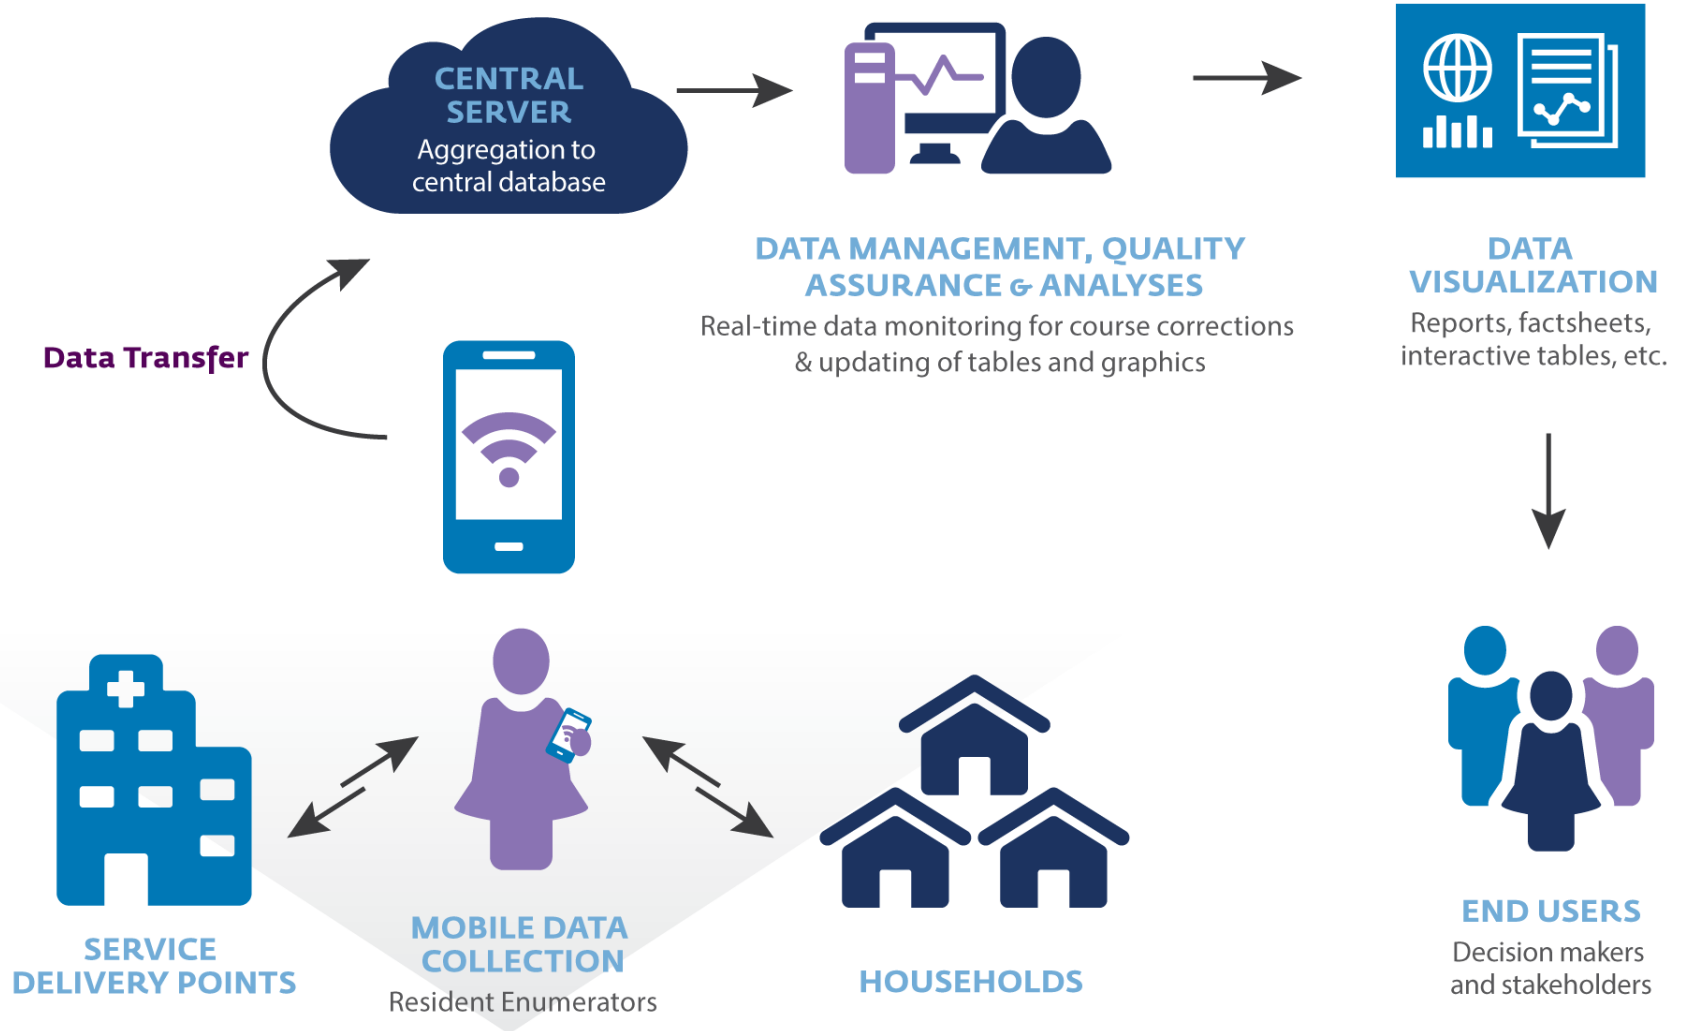 CENTRAL
SERVER
Aggregation to
central database
DATA MANAGEMENT, QUALITY
ASSURANCE & ANALYSES
Real-time data monitoring for course corrections
& updating of tables and graphics
DATA
VISUALIZATION
Reports, factsheets,
interactive tables, etc.
Data Transfer
SERVICE
DELIVERY POINTS
MOBILE DATA
COLLECTION
Resident Enumerators
HOUSEHOLDS
END USERS
Decision makers
and stakeholders